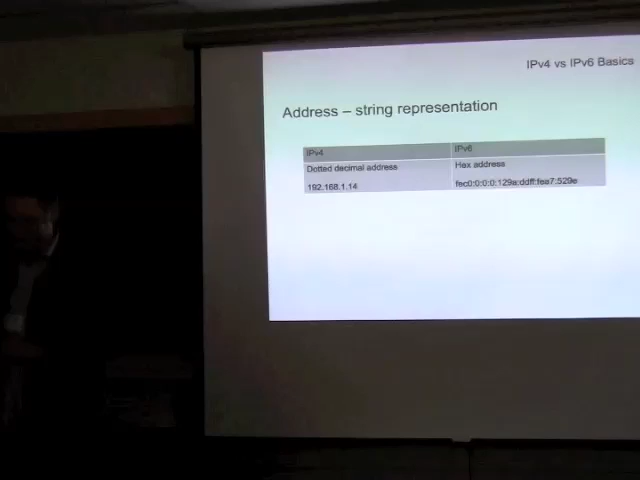 IPv4 vs IPv6 Basics
Address – string representation
IPv4 IPv6
Dotted decimal address Hex address
192.168.1.14 fec0:0:0:0:129a:ddff:fea7:529e